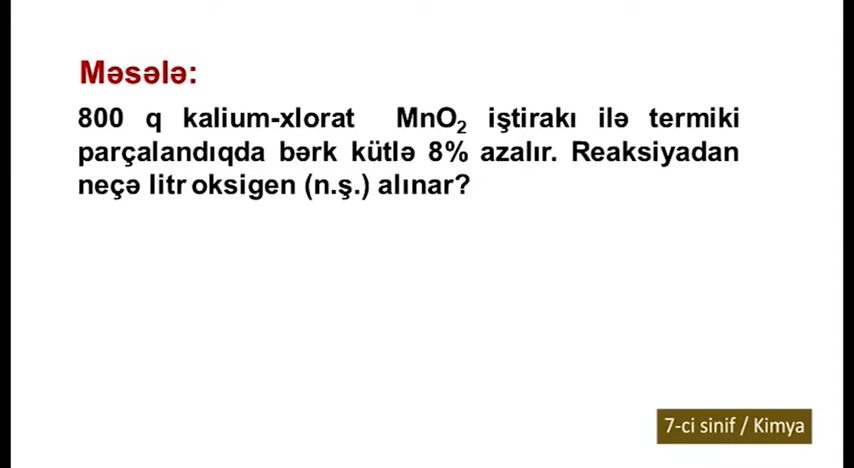 Məsələ:
800 q kalium-xlorat MnO₂ iştirakı ilə termiki
parçalandıqda bərk kütlə 8% azalır. Reaksiyadan
neçə litr oksigen (n.ş.) alınar?
7-ci sinif / Kimya